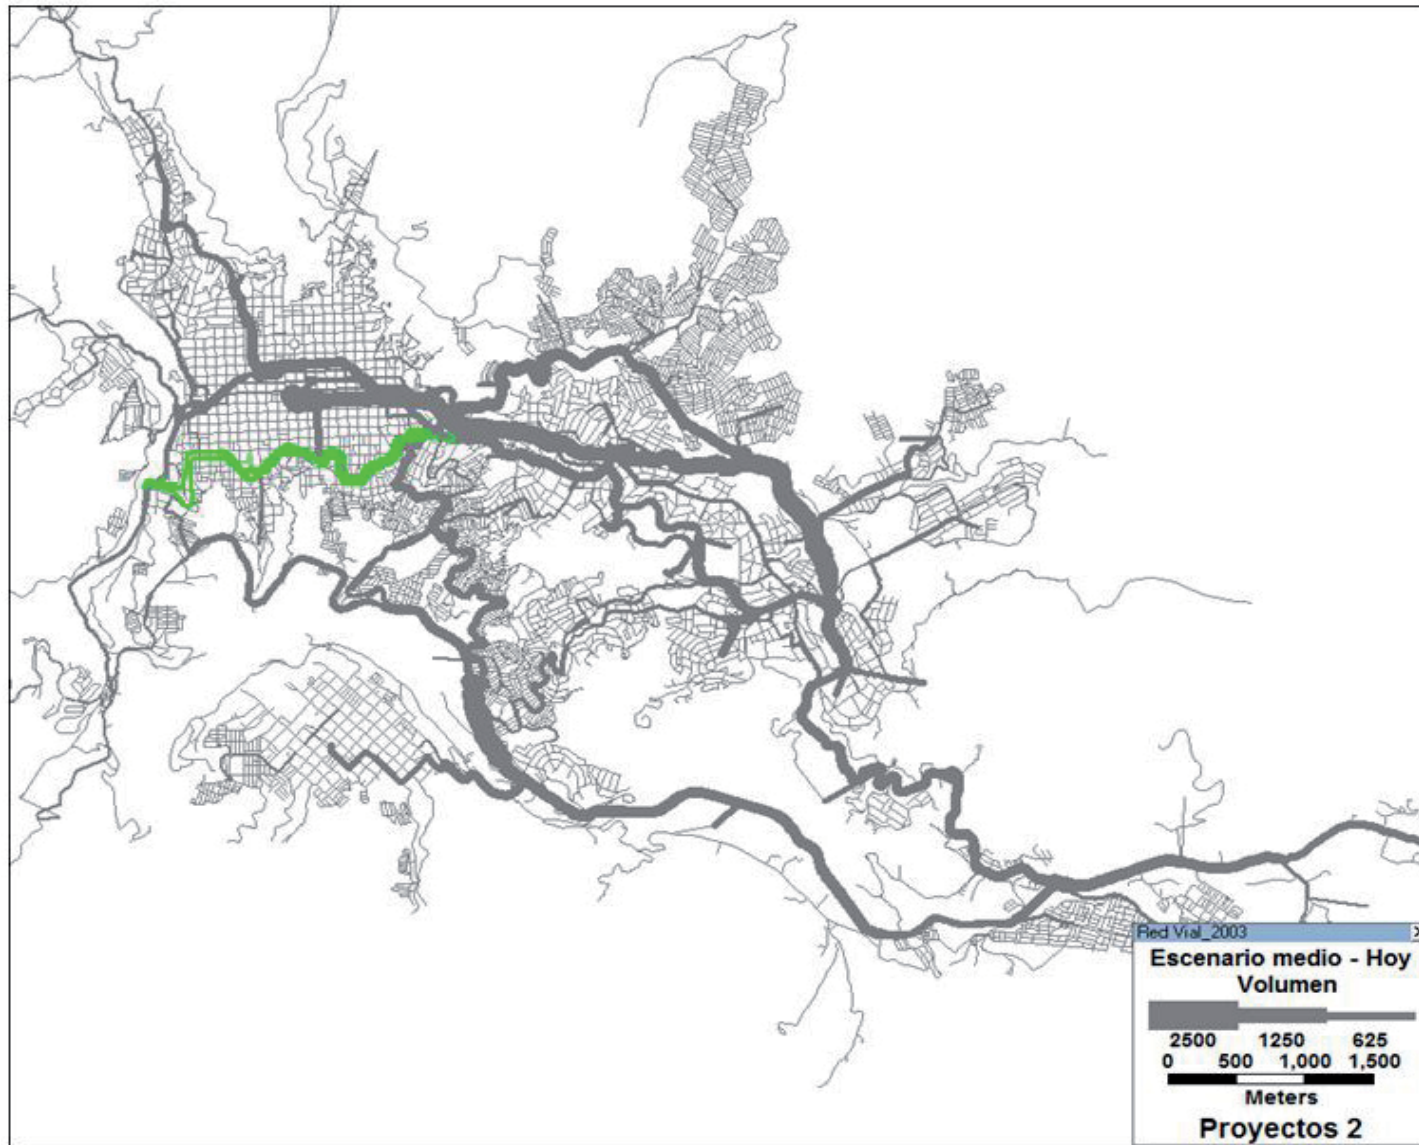 Red Vial_2003
Escenario medio - Hoy
Volumen
2500 1250 625
0 500 1,000 1,500
Meters
Proyectos 2